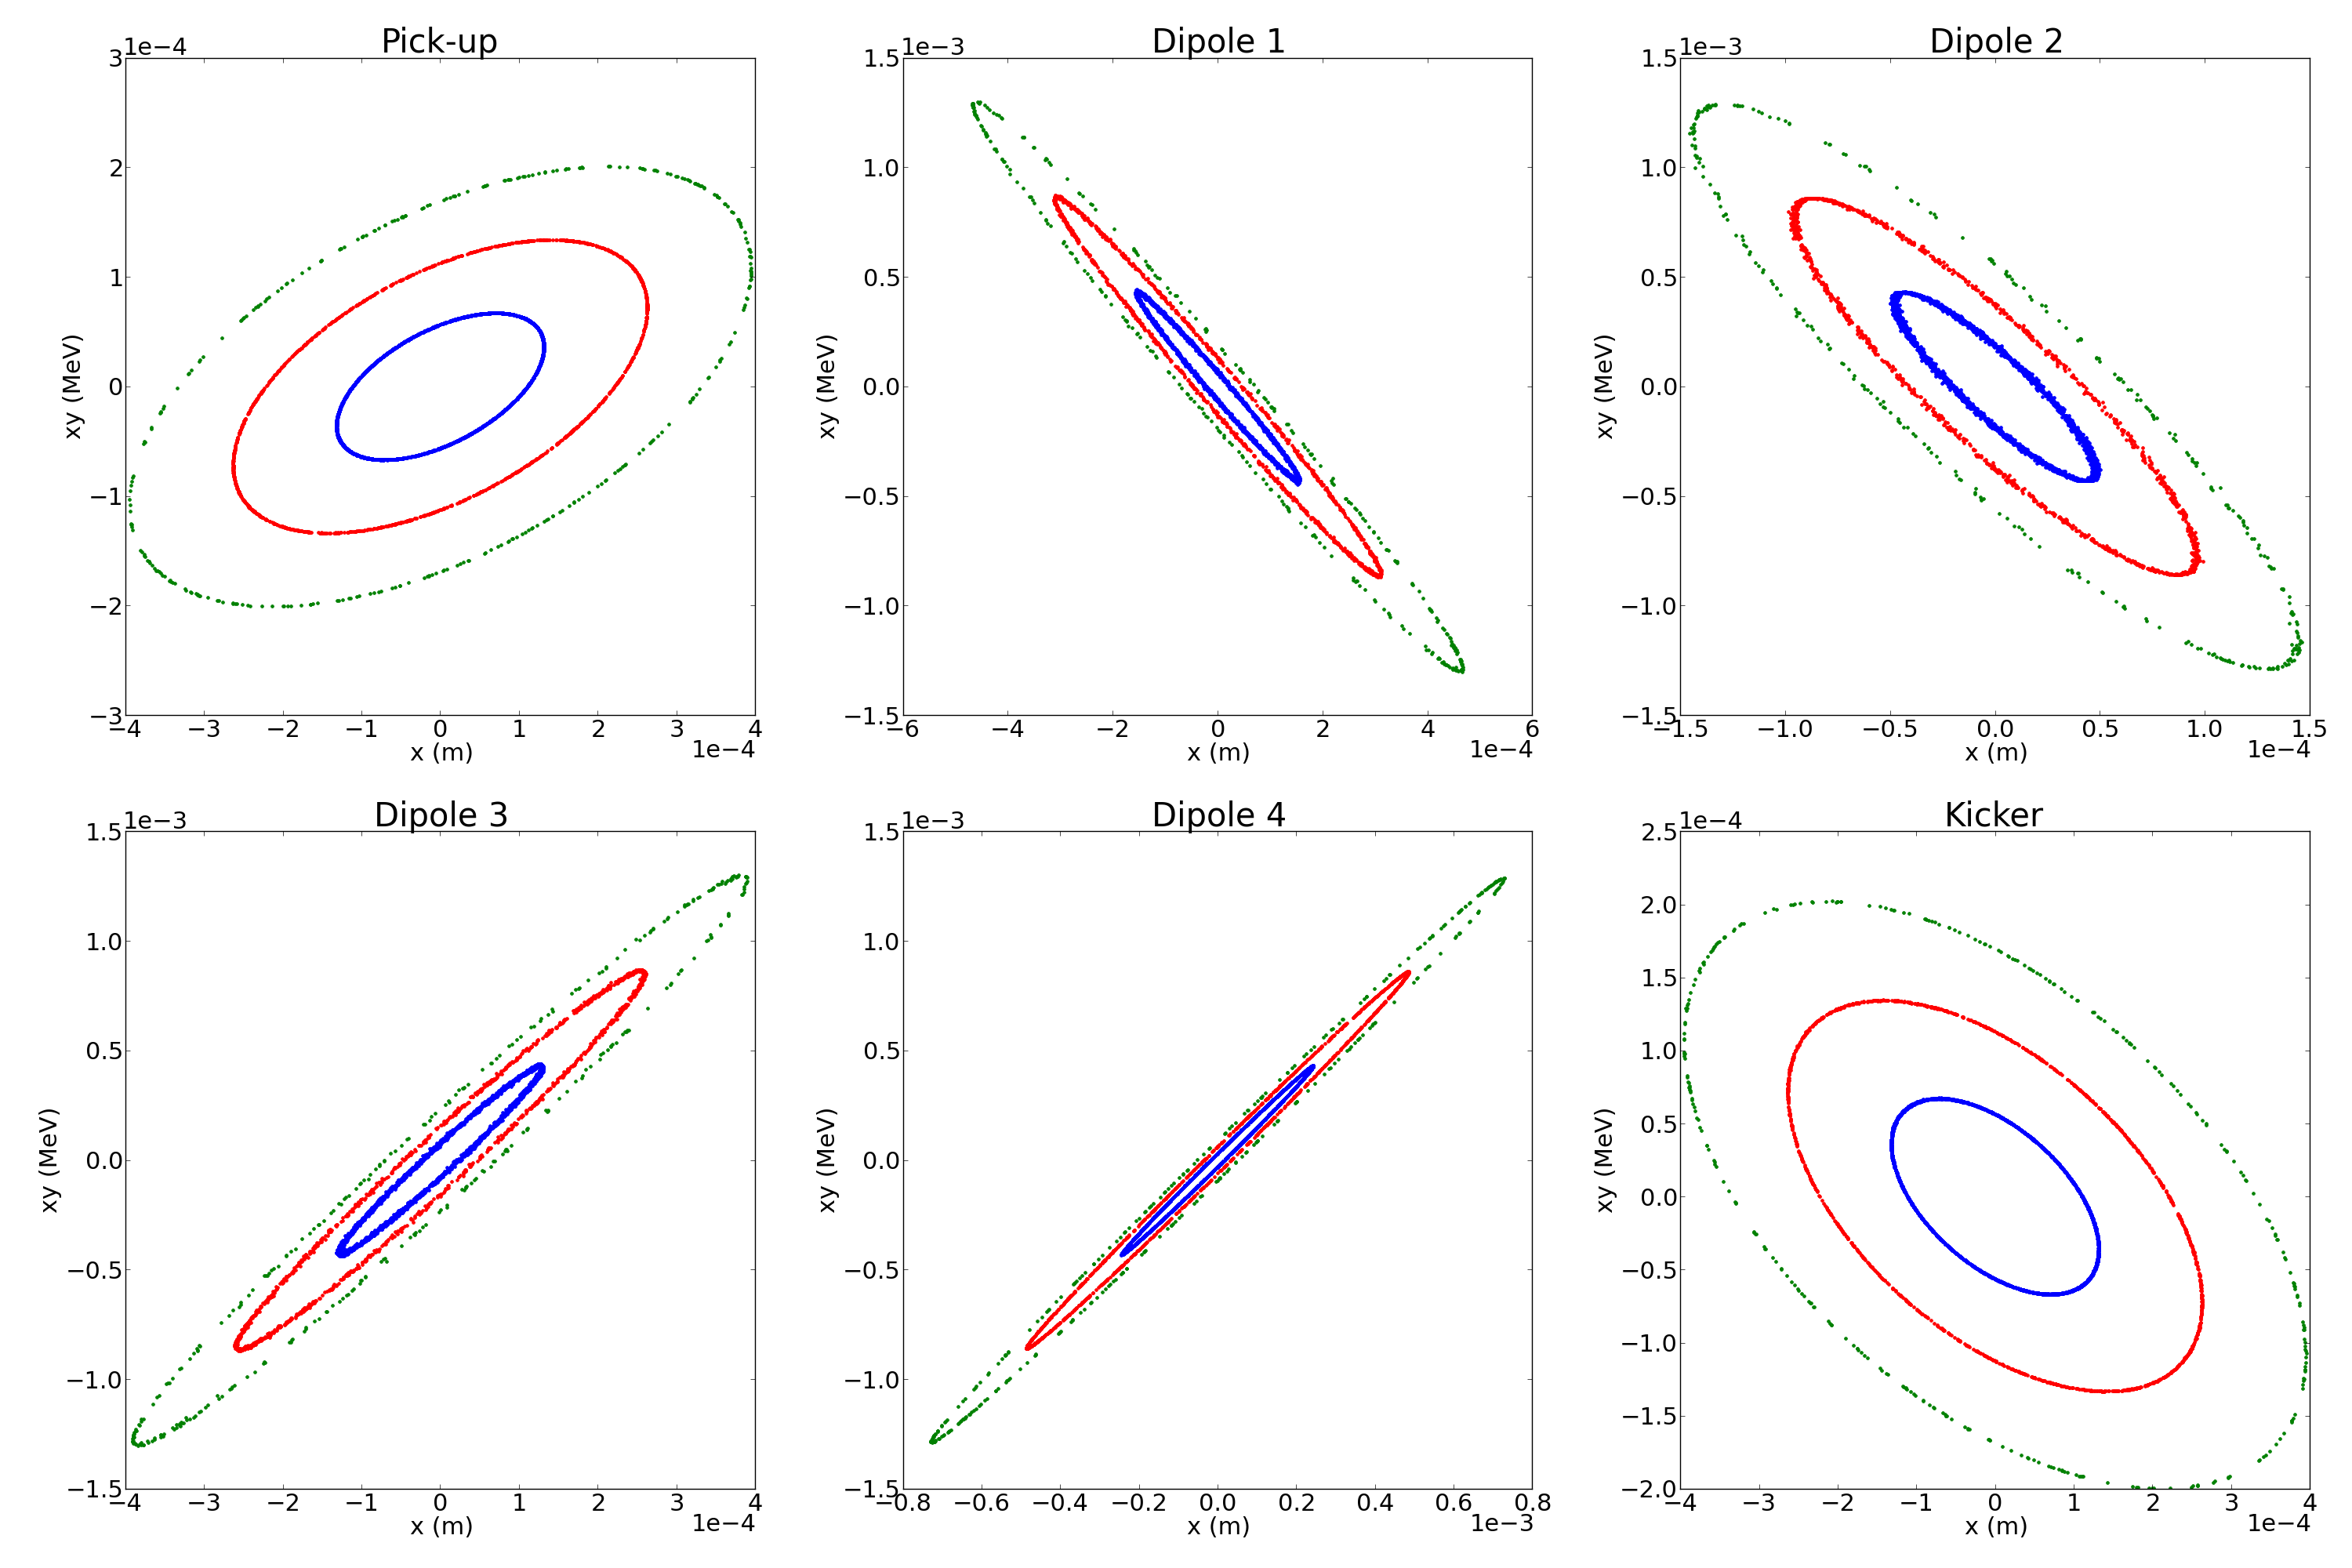 Pick-up
1e−4
3
2
1
0
−1
−2
−3
xy (MeV)
−4 −3 −2 −1 0 1 2 3 4
x (m)
1e−4
Dipole 1
1e−3
1.5
1.0
0.5
0.0
−0.5
−1.0
−1.5
xy (MeV)
−6 −4 −2 0 2 4 6
x (m)
1e−4
Dipole 2
1e−3
1.5
1.0
0.5
0.0
−0.5
−1.0
−1.5
xy (MeV)
−1.5 −1.0 −0.5 0.0 0.5 1.0 1.5
x (m)
1e−4
Dipole 3
1e−3
1.5
1.0
0.5
0.0
−0.5
−1.0
−1.5
xy (MeV)
−4 −3 −2 −1 0 1 2 3 4
x (m)
1e−4
Dipole 4
1e−3
1.5
1.0
0.5
0.0
−0.5
−1.0
−1.5
xy (MeV)
−0.8 −0.6 −0.4 −0.2 0.0 0.2 0.4 0.6 0.8
x (m)
1e−3
Kicker
1e−4
2.5
2.0
1.5
1.0
0.5
0.0
−0.5
−1.0
−1.5
−2.0
xy (MeV)
−4 −3 −2 −1 0 1 2 3 4
x (m)
1e−4